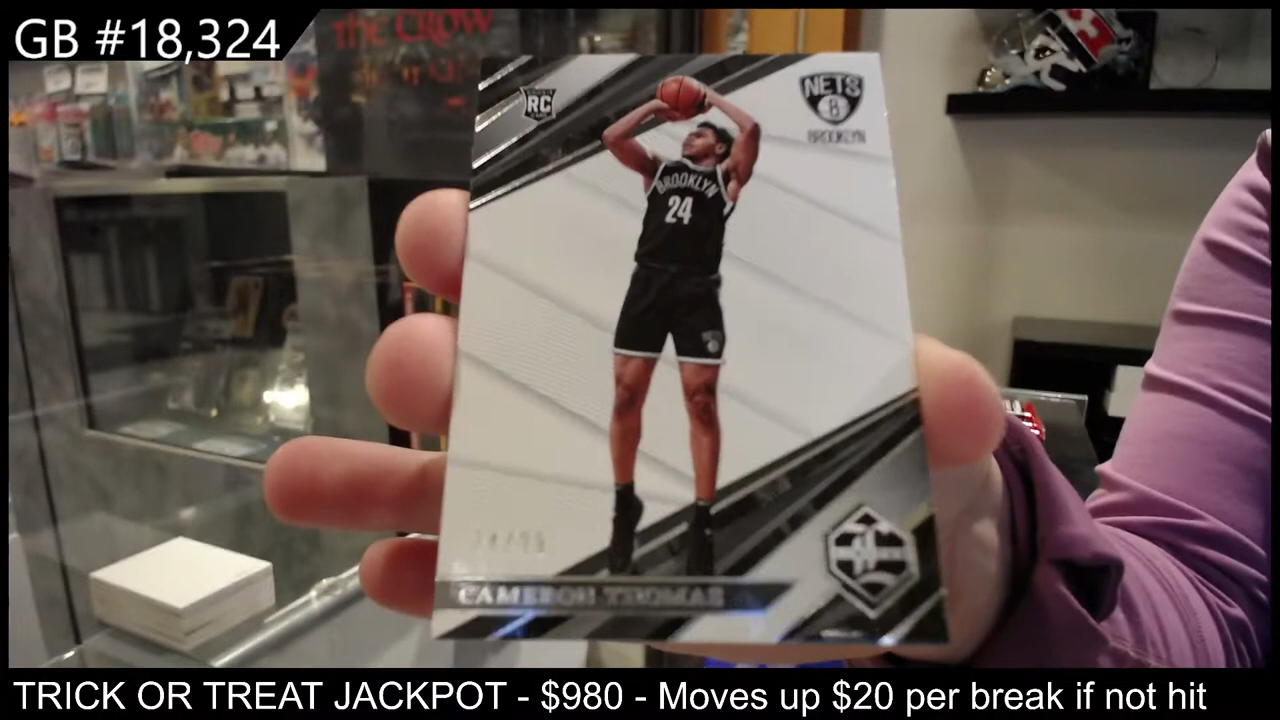 GB #18,324
THE CROW
RC
NETS
B
BROOKLYN
BROOKLYN
24
CAMERON THOMAS
TRICK OR TREAT JACKPOT - $980 - Moves up $20 per break if not hit